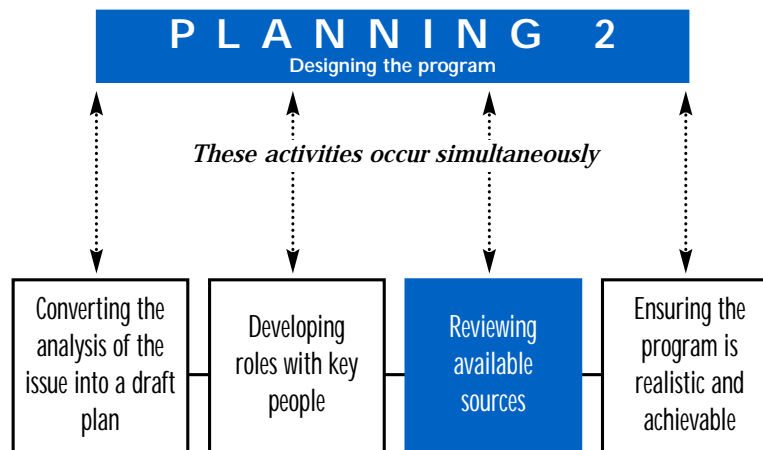 PLANNING 2
Designing the program
These activities occur simultaneously
Converting the
analysis of the
issue into a draft
plan
Developing
roles with key
people
Reviewing
available
sources
Ensuring the
program is
realistic and
achievable